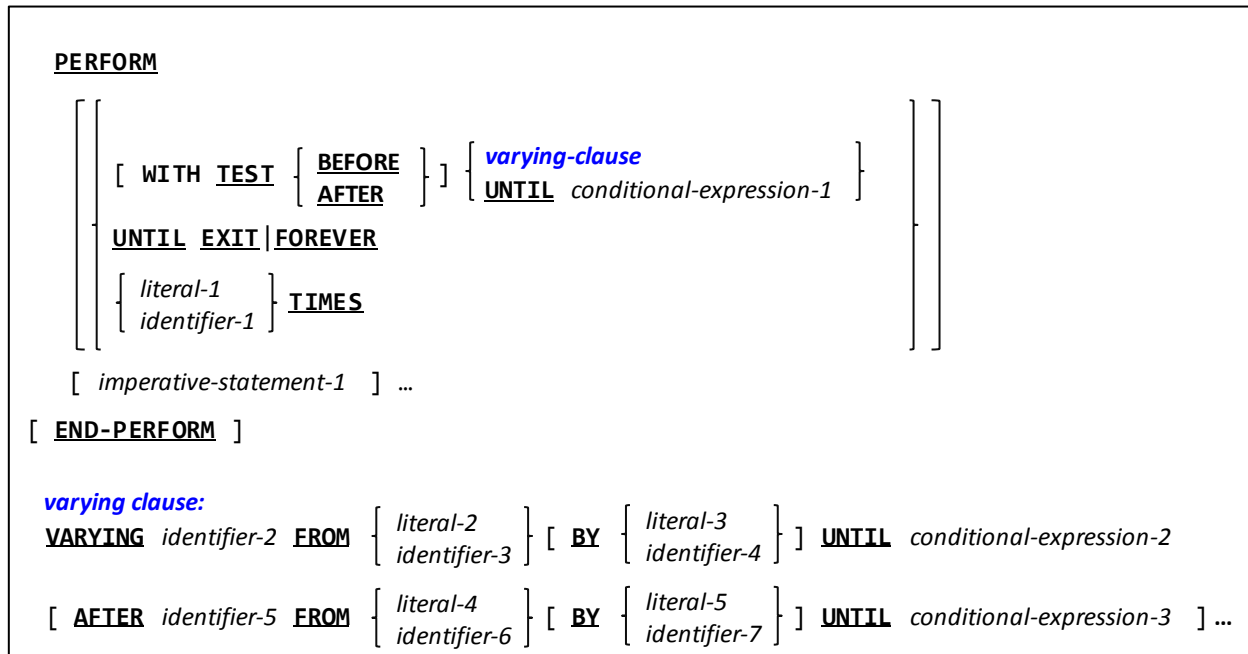 PERFORM
[ WITH TEST { BEFORE AFTER } ] { varying-clause
UNTIL conditional-expression-1 }
UNTIL EXIT|FOREVER
{ literal-1
identifier-1 } TIMES
[ imperative-statement-1 ] …
[ END-PERFORM ]
varying clause:
VARYING identifier-2 FROM { literal-2 identifier-3 } [ BY { literal-3 identifier-4 } ] UNTIL conditional-expression-2
[ AFTER identifier-5 FROM { literal-4 identifier-6 } [ BY { literal-5 identifier-7 } ] UNTIL conditional-expression-3 ] …